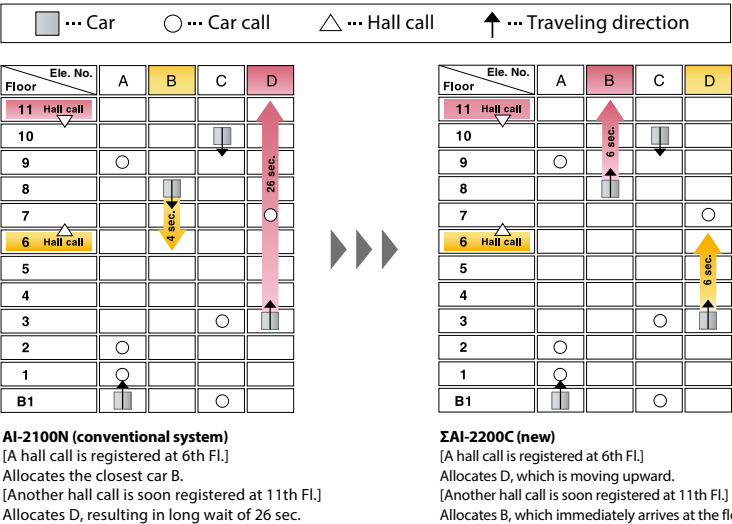 ··· Car ··· Car call ··· Hall call ··· Traveling direction
Ele. No.
Floor A B C D
11 Hall call
10
9
8
7
6 Hall call
5
4
3
2
1
B1
26 sec.
4 sec.
Ele. No.
Floor A B C D
11 Hall call
10
9
8
7
6 Hall call
5
4
3
2
1
B1
6 sec.
6 sec.
AI-2100N (conventional system)
[A hall call is registered at 6th Fl.]
Allocates the closest car B.
[Another hall call is soon registered at 11th Fl.]
Allocates D, resulting in long wait of 26 sec.
ΣAI-2200C (new)
[A hall call is registered at 6th Fl.]
Allocates D, which is moving upward.
[Another hall call is soon registered at 11th Fl.]
Allocates B, which immediately arrives at the